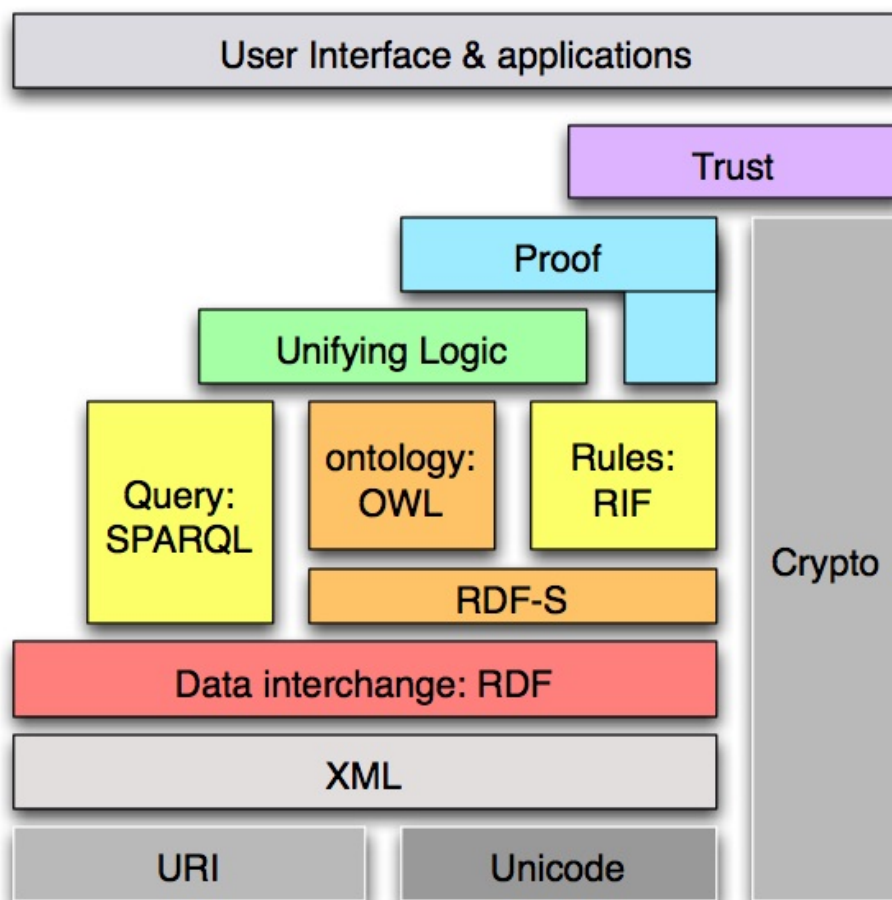 User Interface & applications
Trust
Proof
Unifying Logic
Query:
SPARQL
ontology:
OWL
Rules:
RIF
Crypto
RDF-S
Data interchange: RDF
XML
URI
Unicode